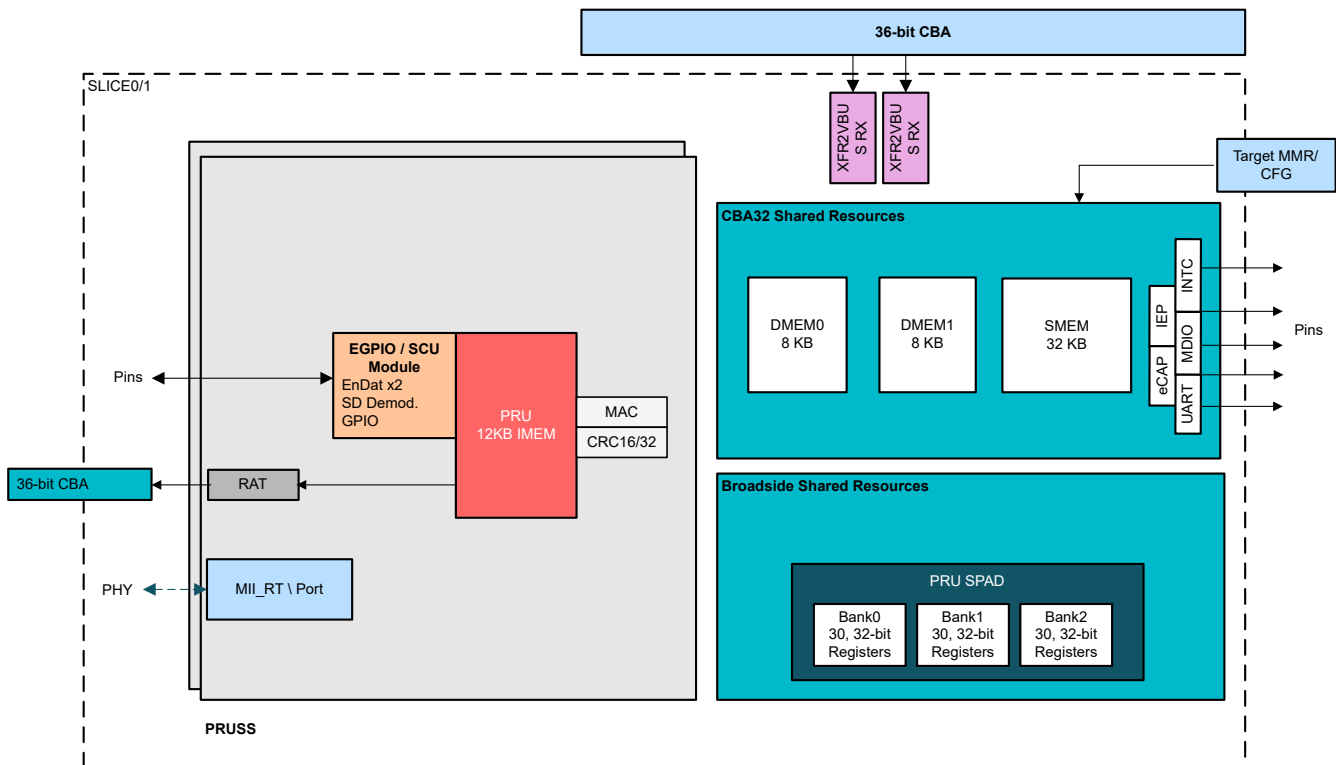 36-bit CBA
SLICE0/1
XFR2VBU
S RX
XFR2VBU
S RX
Target MMR/
CFG
CBA32 Shared Resources
DMEM0
8 KB
DMEM1
8 KB
SMEM
32 KB
INTC
IEP
MDIO
eCAP
UART
Pins
Pins
EGPIO / SCU
Module
EnDat x2
SD Demod.
GPIO
PRU
12KB IMEM
MAC
CRC16/32
36-bit CBA
RAT
PHY
MII_RT \ Port
Broadside Shared Resources
PRU SPAD
Bank0
30, 32-bit
Registers
Bank1
30, 32-bit
Registers
Bank2
30, 32-bit
Registers
PRUSS